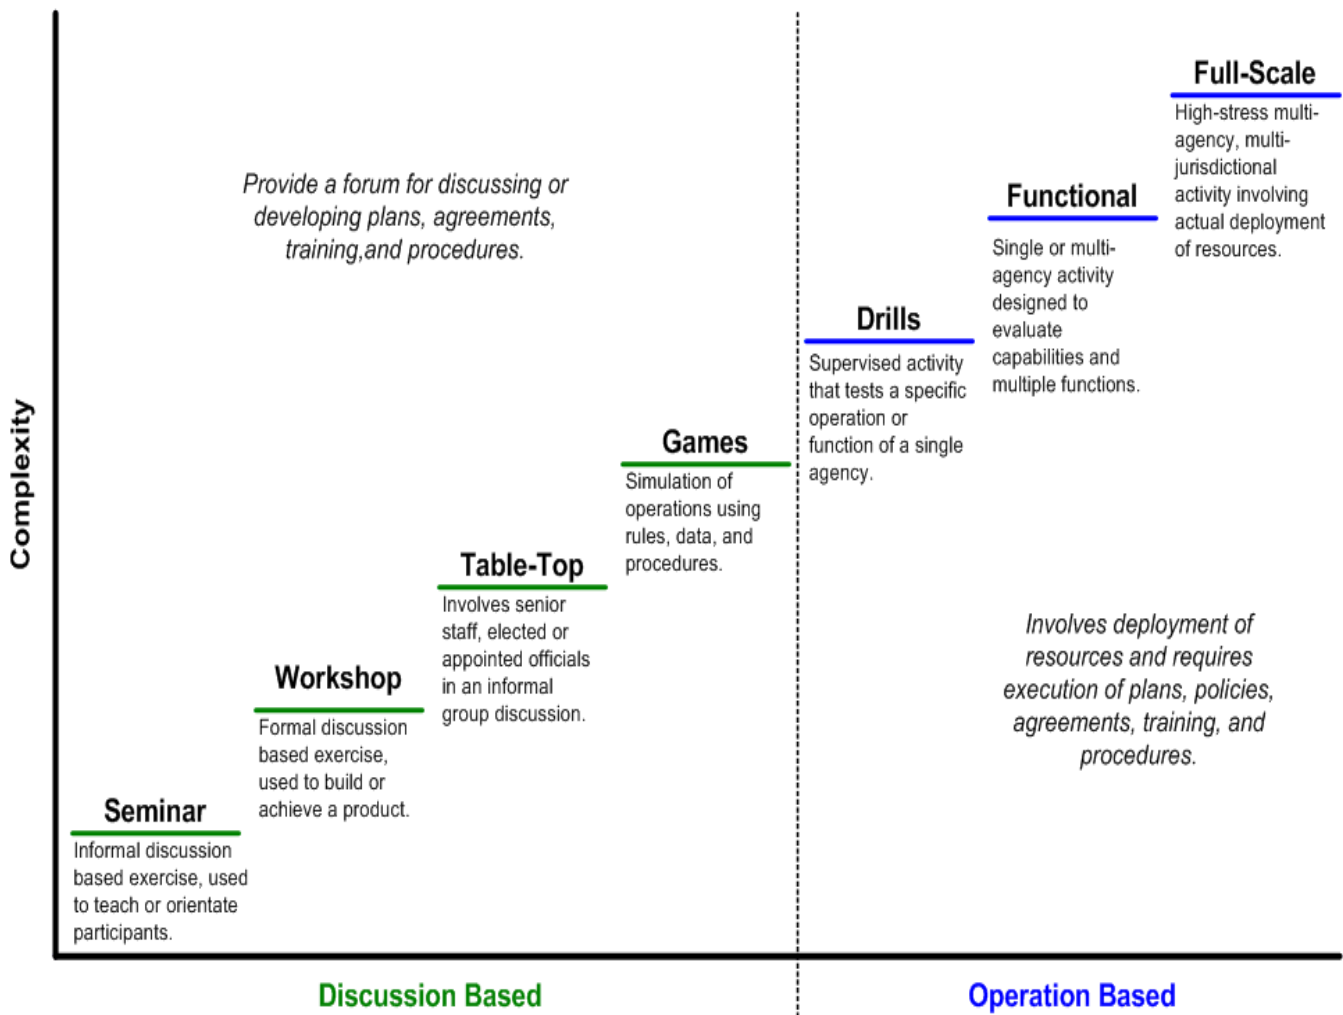 Full-Scale
High-stress multi-
agency, multi-
jurisdictional
activity involving
actual deployment
of resources.
Provide a forum for discussing or
developing plans, agreements,
training,and procedures.
Functional
Single or multi-
agency activity
designed to
evaluate
capabilities and
multiple functions.
Drills
Supervised activity
that tests a specific
operation or
function of a single
agency.
Games
Simulation of
operations using
rules, data, and
procedures.
Complexity
Table-Top
Involves senior
staff, elected or
appointed officials
in an informal
group discussion.
Involves deployment of
resources and requires
execution of plans, policies,
agreements, training, and
procedures.
Workshop
Formal discussion
based exercise,
used to build or
achieve a product.
Seminar
Informal discussion
based exercise, used
to teach or orientate
participants.
Discussion Based
Operation Based